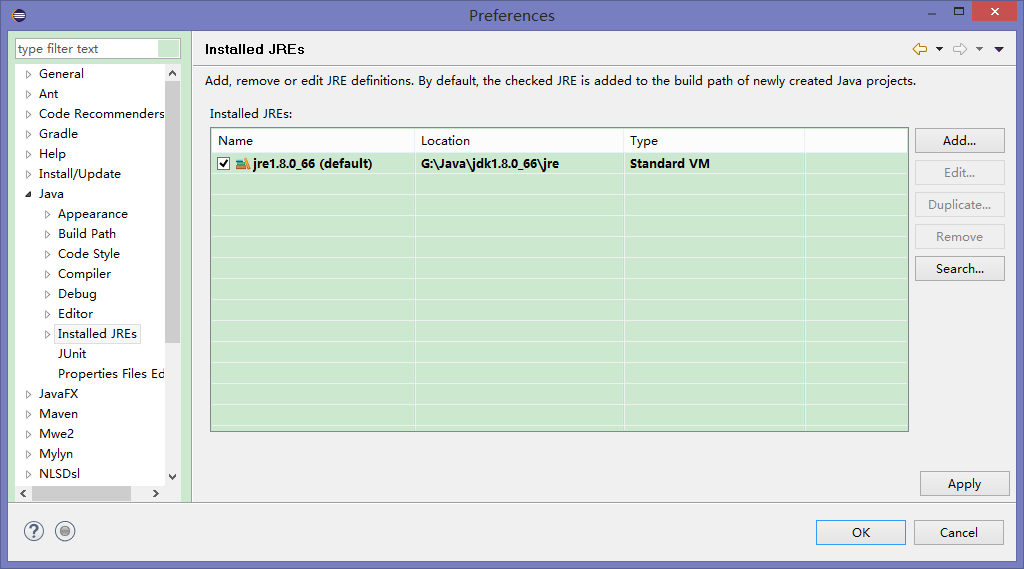 Preferences
type filter text
General
Ant
Code Recommenders
Gradle
Help
Install/Update
Java
Appearance
Build Path
Code Style
Compiler
Debug
Editor
Installed JREs
JUnit
Properties Files Ed
JavaFX
Maven
Mwe2
Mylyn
NLSDsl
Installed JREs
Add, remove or edit JRE definitions. By default, the checked JRE is added to the build path of newly created Java projects.
Installed JREs:
Name Location Type
jre1.8.0_66 (default) G:\Java\jdk1.8.0_66\jre Standard VM
Add...
Edit...
Duplicate...
Remove
Search...
Apply
?
OK Cancel